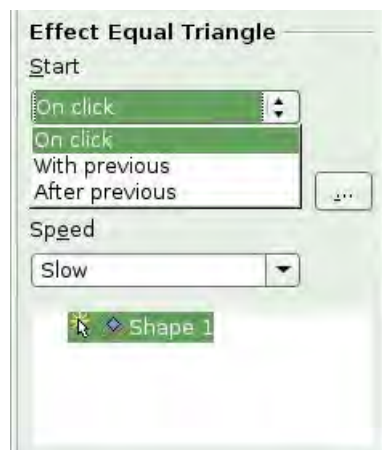 Effect Equal Triangle
Start
On click
On click
With previous
After previous
...
Speed
Slow
Shape 1